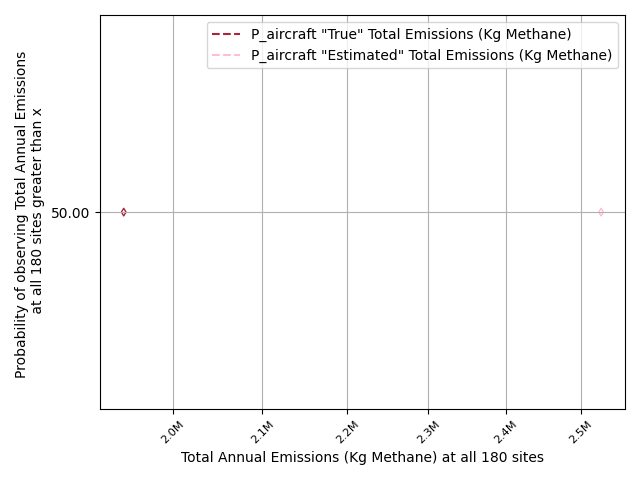 P_aircraft "True" Total Emissions (Kg Methane)
P_aircraft "Estimated" Total Emissions (Kg Methane)
Probability of observing Total Annual Emissions
at all 180 sites greater than x
50.00
2.0M
2.1M
2.2M
2.3M
2.4M
2.5M
Total Annual Emissions (Kg Methane) at all 180 sites